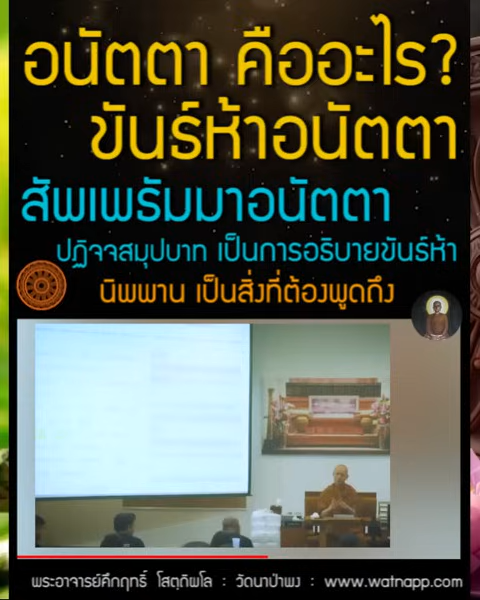 อนัตตา คืออะไร?
ขันธ์ห้าอนัตตา
สัพเพธัมมาอนัตตา
ปฏิจจสมุปบาท เป็นการอธิบายขันธ์ห้า
นิพพาน เป็นสิ่งที่ต้องพูดถึง
พระอาจารย์คึกฤทธิ์ โสตฺถิผโล : วัดนาป่าพง : www.watnapp.com